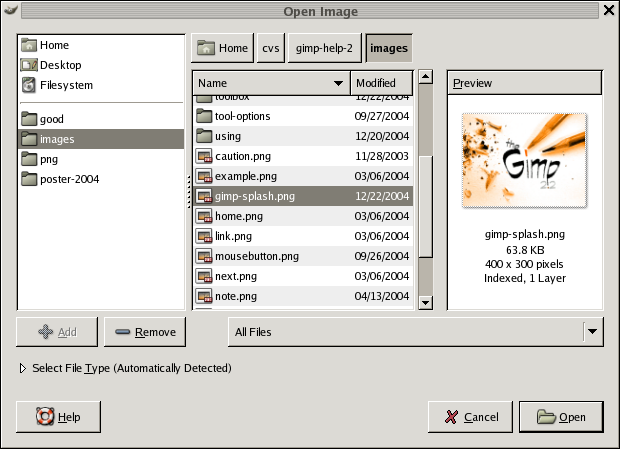 Open Image
Home
Desktop
Filesystem
good
images
png
poster-2004
Home cvs gimp-help-2 images
Name Modified
toolbox 12/22/2004
tool-options 09/27/2004
using 12/20/2004
caution.png 11/28/2003
example.png 03/06/2004
gimp-splash.png 12/22/2004
home.png 03/06/2004
link.png 03/06/2004
mousebutton.png 09/26/2004
next.png 03/06/2004
note.png 04/13/2004
Preview
the
Gimp
2.2
gimp-splash.png
63.8 KB
400 x 300 pixels
Indexed, 1 Layer
Add Remove All Files
Select File Type (Automatically Detected)
Help Cancel Open